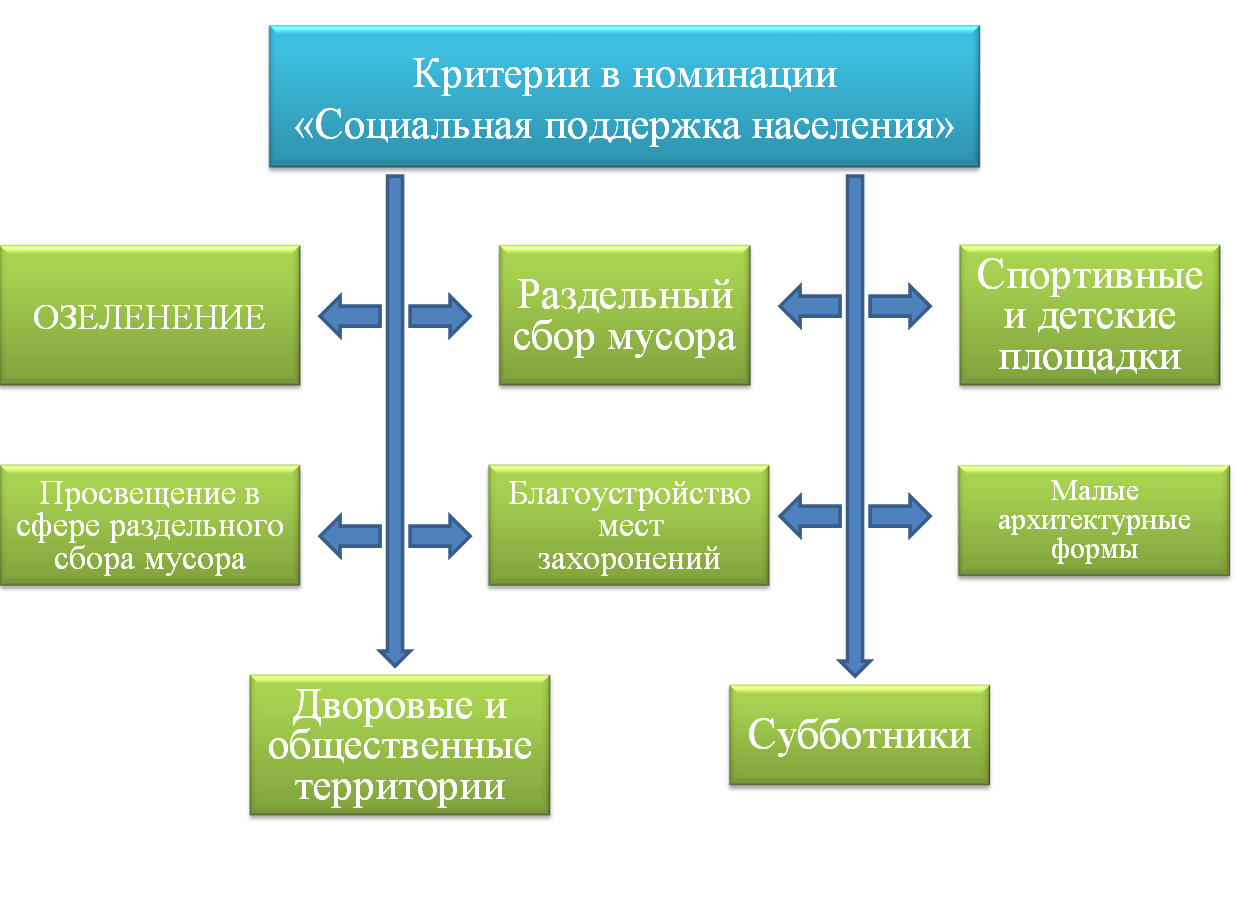 Критерии в номинации
«Социальная поддержка населения»
ОЗЕЛЕНЕНИЕ
Раздельный
сбор мусора
Спортивные
и детские
площадки
Просвещение в
сфере раздельного
сбора мусора
Благоустройство
мест
захоронений
Малые
архитектурные
формы
Дворовые и
общественные
территории
Субботники